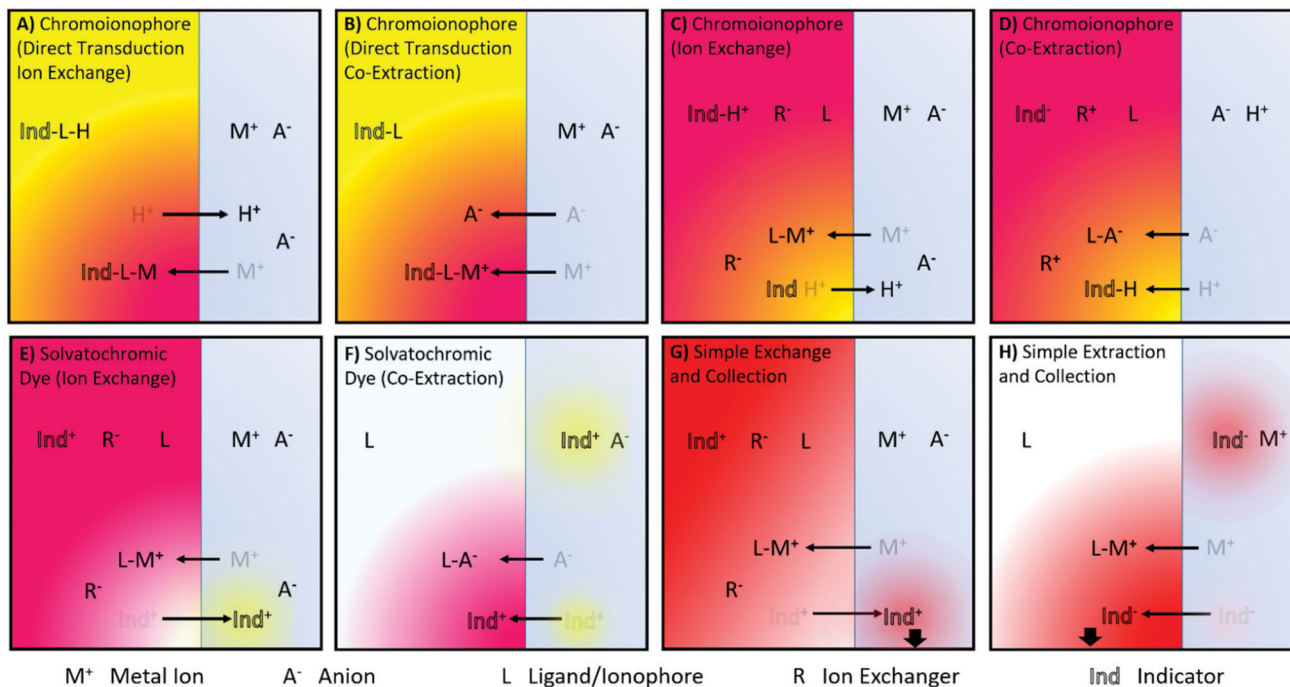 A) Chromoionophore
(Direct Transduction
Ion Exchange)
Ind-L-H
M⁺ A⁻
H⁺ H⁺
A⁻
Ind-L-M M⁺
B) Chromoionophore
(Direct Transduction
Co-Extraction)
Ind-L
M⁺ A⁻
A⁻ A⁻
Ind-L-M⁺ M⁺
C) Chromoionophore
(Ion Exchange)
Ind-H⁺ R⁻ L
M⁺ A⁻
L-M⁺ M⁺
R⁻ A⁻
Ind H⁺ H⁺
D) Chromoionophore
(Co-Extraction)
Ind⁻ R⁺ L
A⁻ H⁺
L-A⁻ A⁻
R⁺
Ind-H H⁺
E) Solvatochromic
Dye (Ion Exchange)
Ind⁺ R⁻ L
M⁺ A⁻
L-M⁺ M⁺
R⁻ A⁻
Ind⁺ Ind⁺
F) Solvatochromic
Dye (Co-Extraction)
L
Ind⁺ A⁻
L-A⁻ A⁻
Ind⁺ Ind⁺
G) Simple Exchange
and Collection
Ind⁺ R⁻ L
M⁺ A⁻
L-M⁺ M⁺
R⁻
Ind⁺ Ind⁺
H) Simple Extraction
and Collection
L
Ind⁻ M⁺
L-M⁺ M⁺
Ind⁻ Ind⁻
M⁺ Metal Ion A⁻ Anion L Ligand/Ionophore R Ion Exchanger Ind Indicator